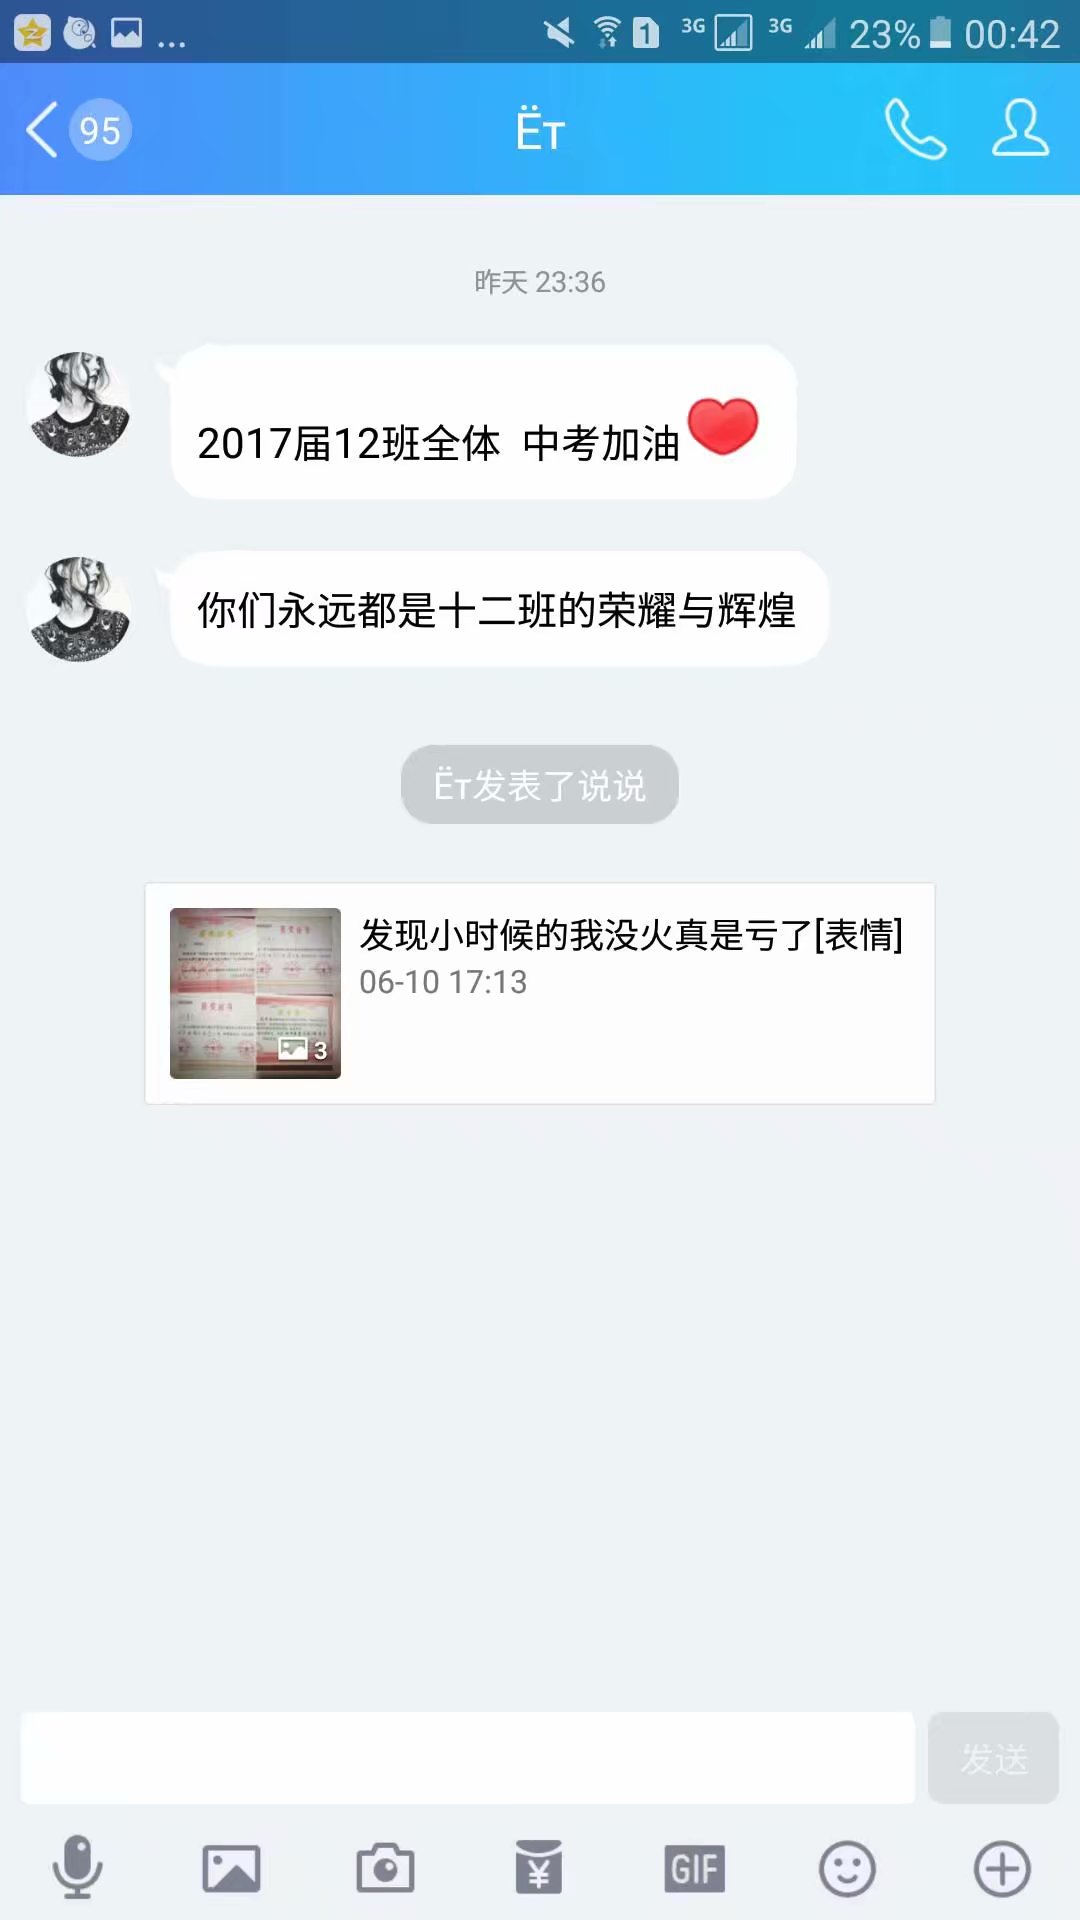 1 3G 3G 23% 00:42
95 Ёт
昨天 23:36
2017届12班全体 中考加油
你们永远都是十二班的荣耀与辉煌
Ёт发表了说说
发现小时候的我没火真是亏了[表情]
06-10 17:13
3
发送
¥ GIF